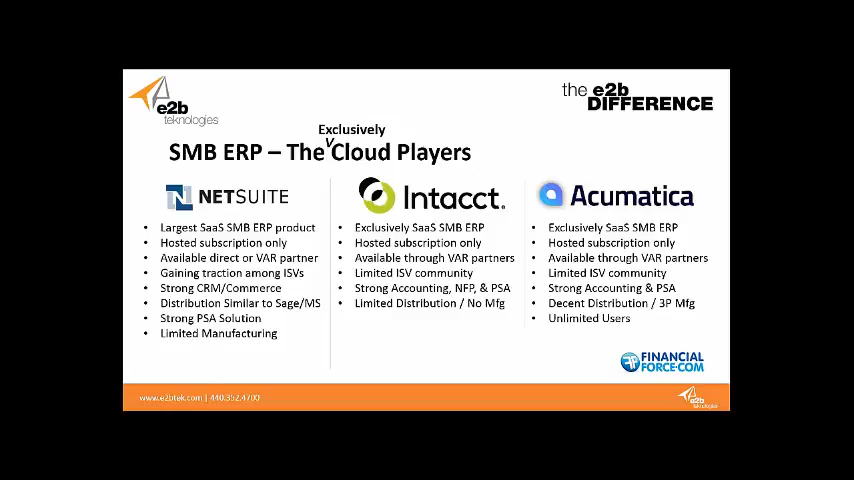 e2b
teknologies
the e2b
DIFFERENCE
Exclusively
V
SMB ERP – The Cloud Players
NETSUITE
• Largest SaaS SMB ERP product
• Hosted subscription only
• Available direct or VAR partner
• Gaining traction among ISVs
• Strong CRM/Commerce
• Distribution Similar to Sage/MS
• Strong PSA Solution
• Limited Manufacturing
Intacct.
• Exclusively SaaS SMB ERP
• Hosted subscription only
• Available through VAR partners
• Limited ISV community
• Strong Accounting, NFP, & PSA
• Limited Distribution / No Mfg
Acumatica
• Exclusively SaaS SMB ERP
• Hosted subscription only
• Available through VAR partners
• Limited ISV community
• Strong Accounting & PSA
• Decent Distribution / 3P Mfg
• Unlimited Users
FINANCIAL
FORCE.COM
www.e2btek.com | 440.352.4700
e2b
teknologies